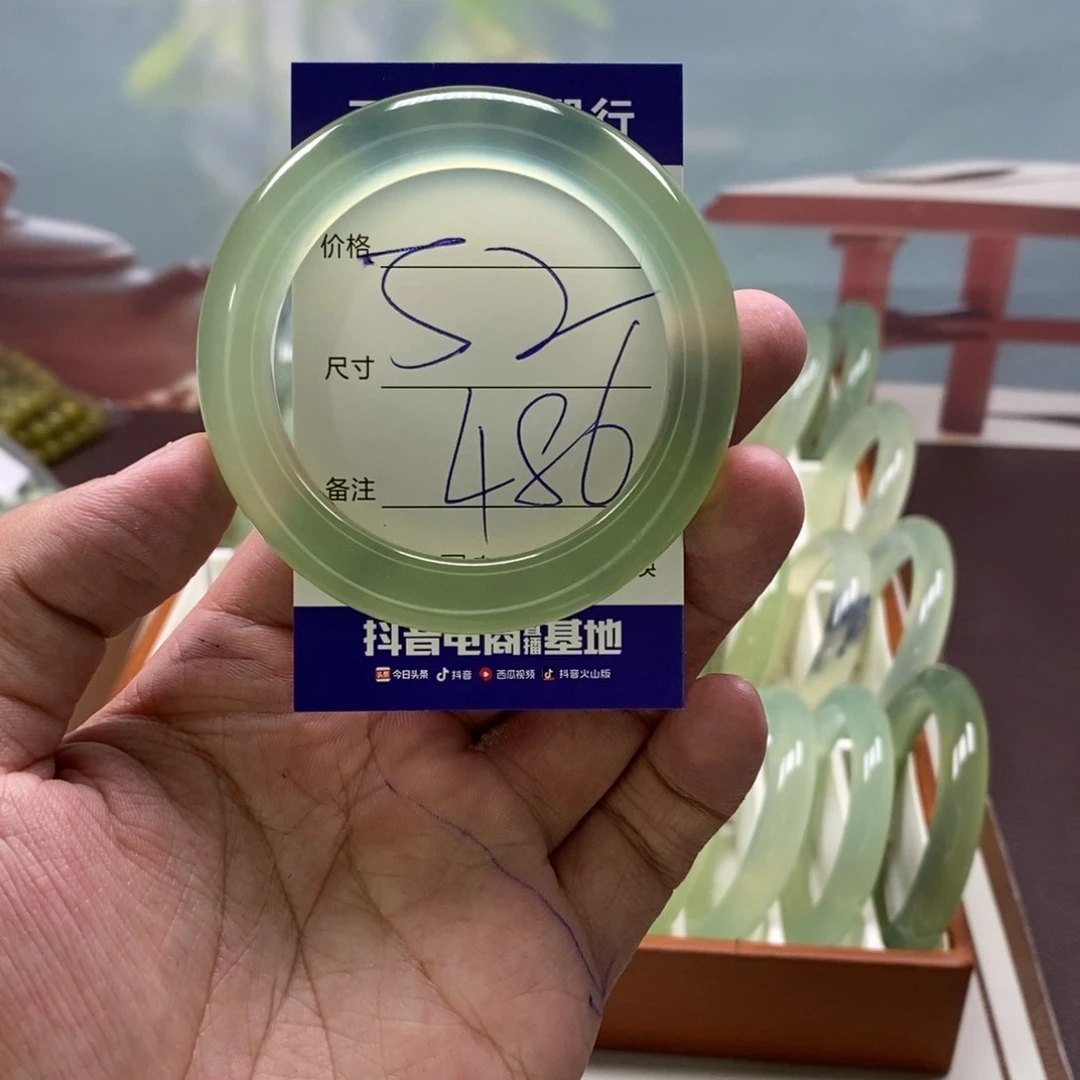 行
价格
52
尺寸
486
备注
抖音电商直播基地
今日头条 抖音 西瓜视频 抖音火山版